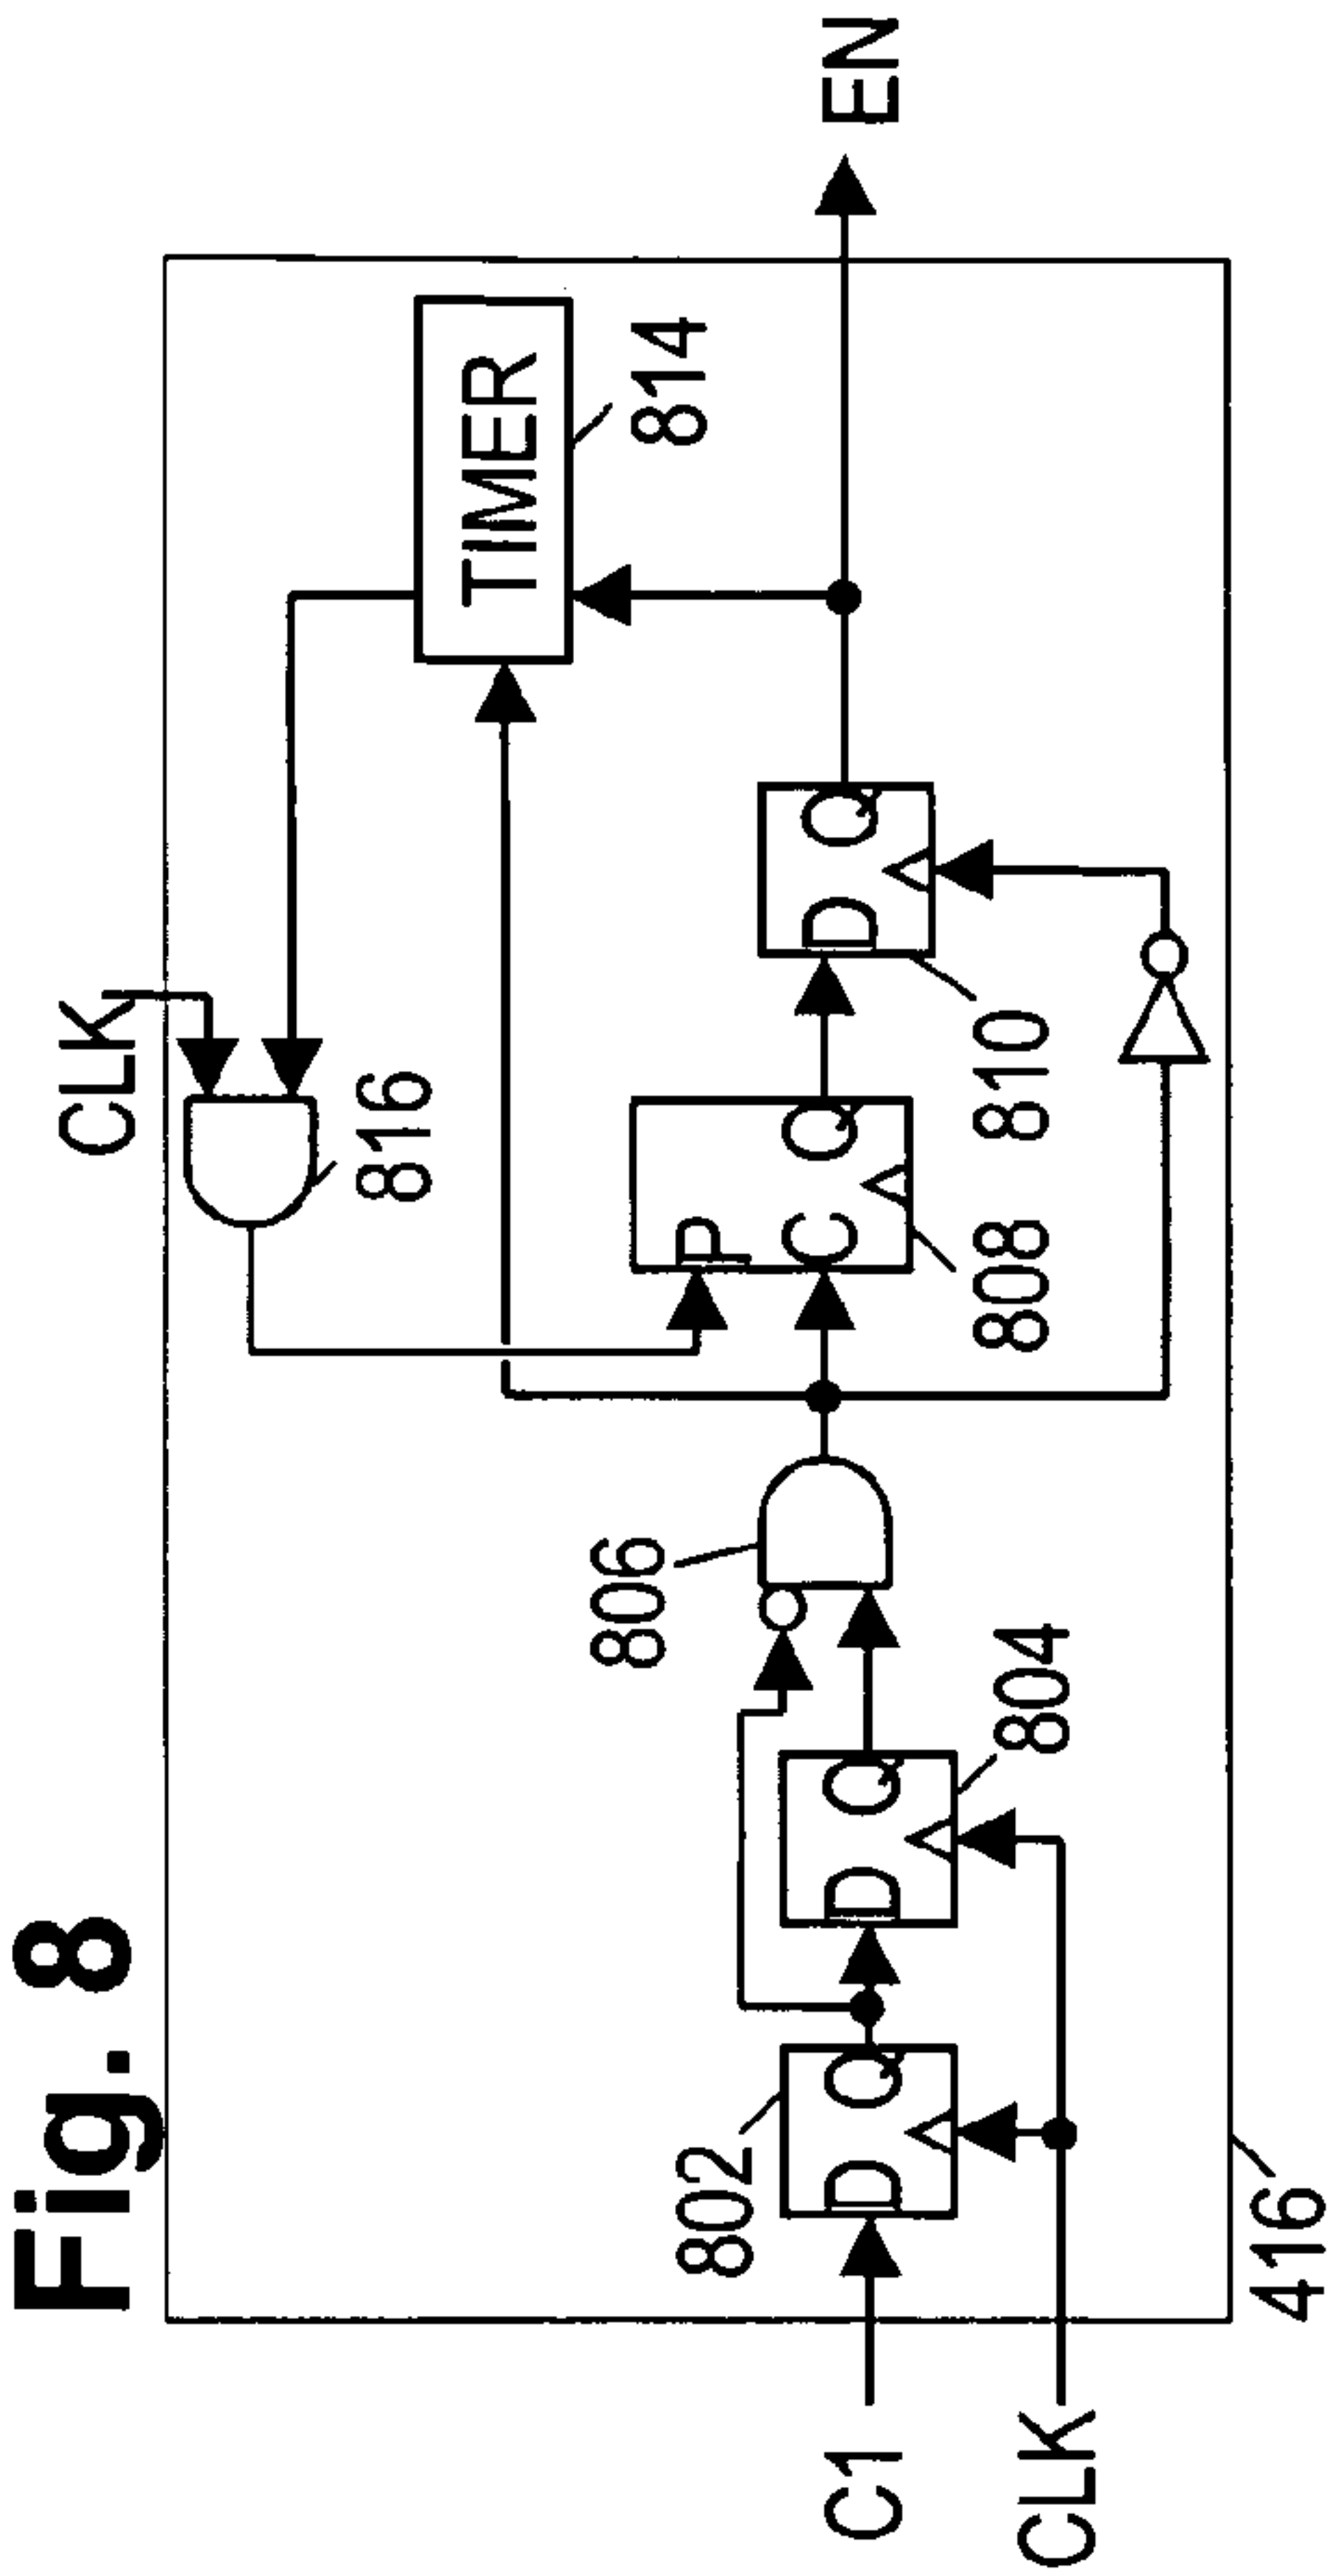 Fig. 8
CLK
816
TIMER
814
EN
806
P
C Q
808
D Q
810
802
D Q
D Q
804
C1
CLK
416